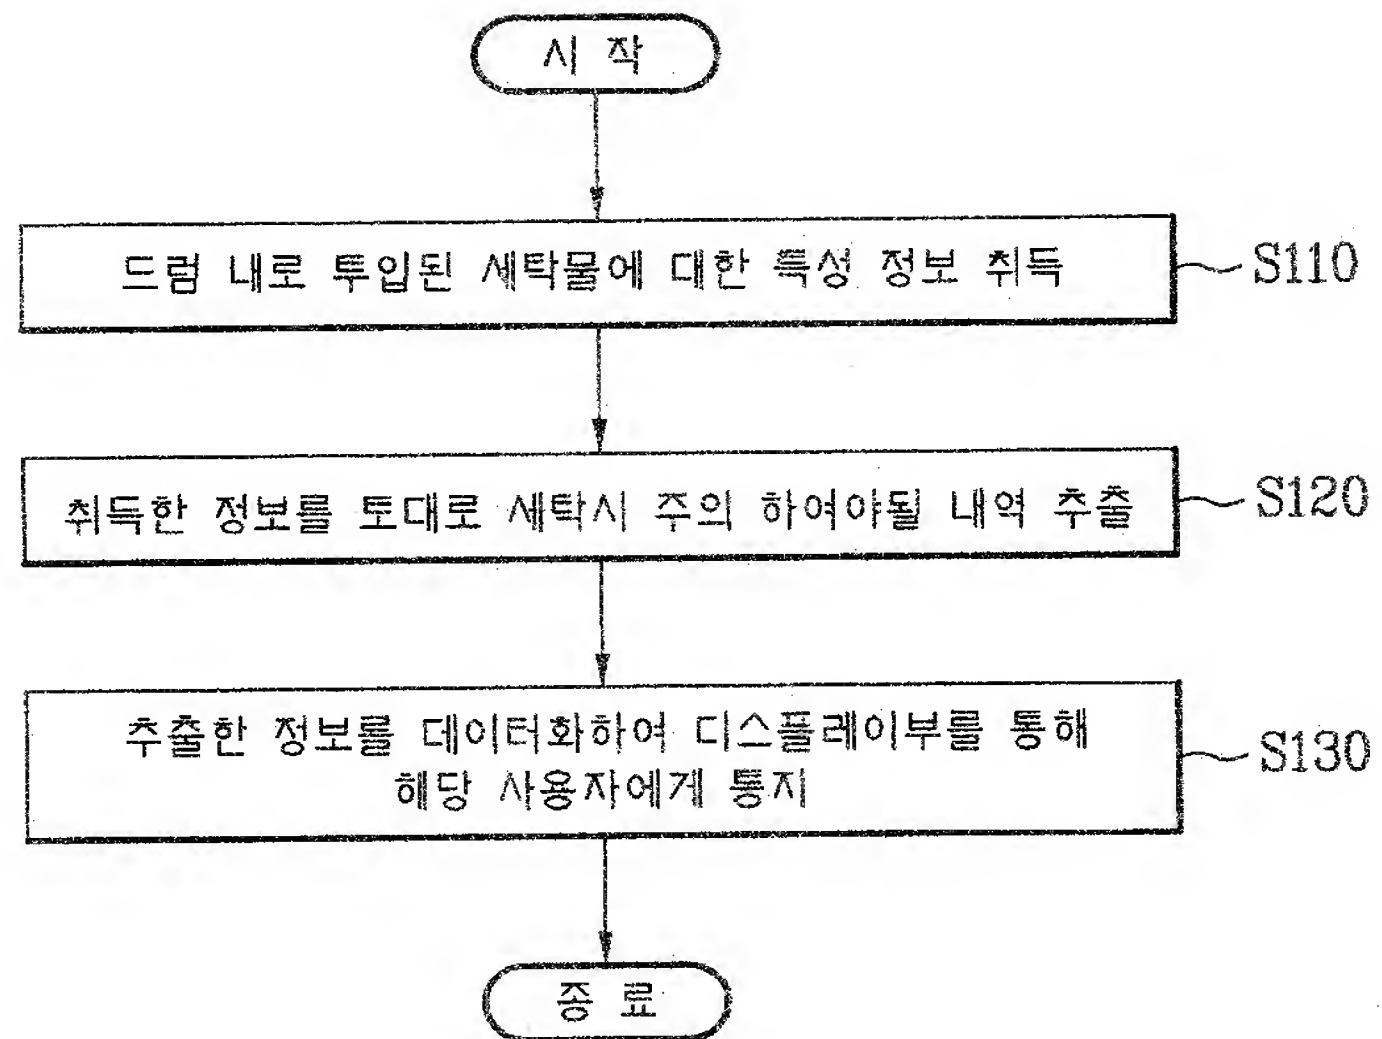 시 작
드럼 내로 투입된 세탁물에 대한 특성 정보 취득
S110
취득한 정보를 토대로 세탁시 주의 하여야될 내역 추출
S120
추출한 정보를 데이터화하여 디스플레이부를 통해
해당 사용자에게 통지
S130
종 료